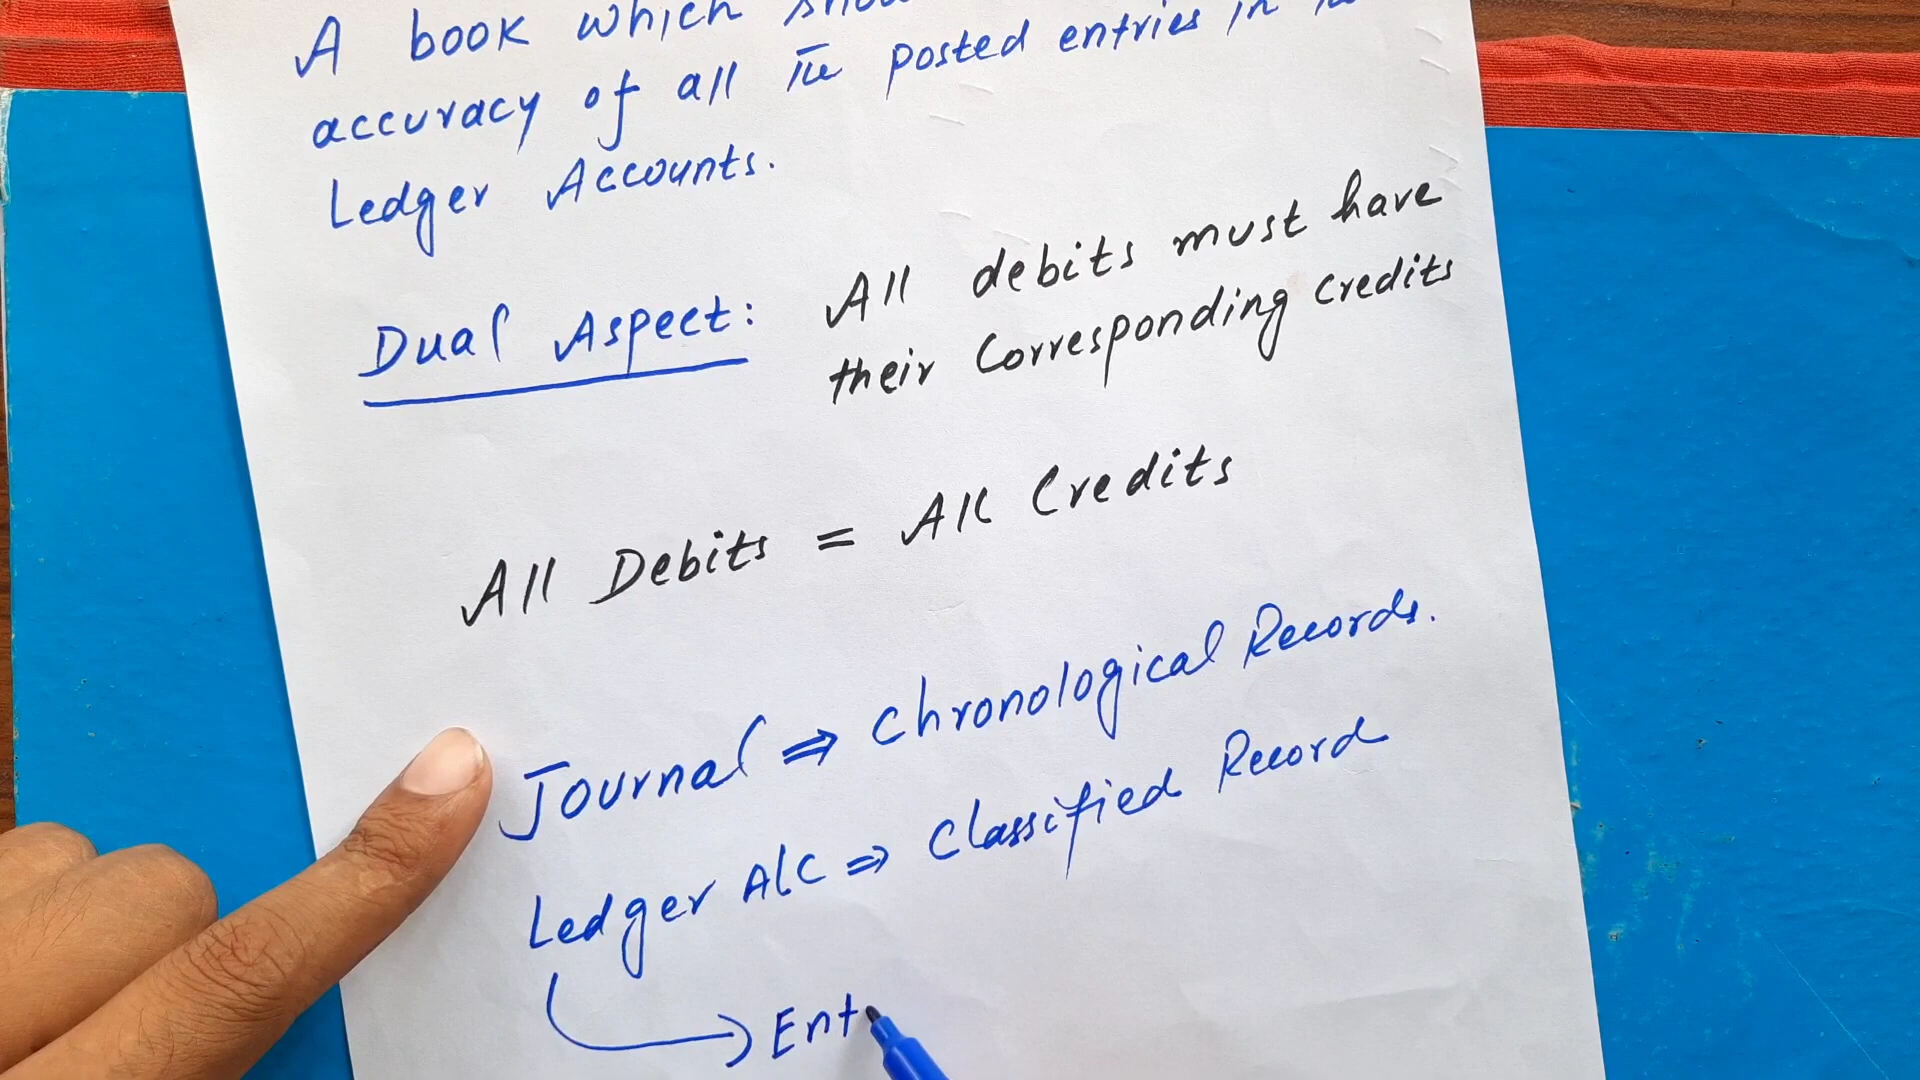 A book which
accuracy of all the posted entries in
Ledger Accounts.
Dual Aspect: All debits must have
their Corresponding Credits
All Debits = All Credits
Journal ⇒ Chronological Records.
Ledger A/C ⇒ Classified Record
Ent